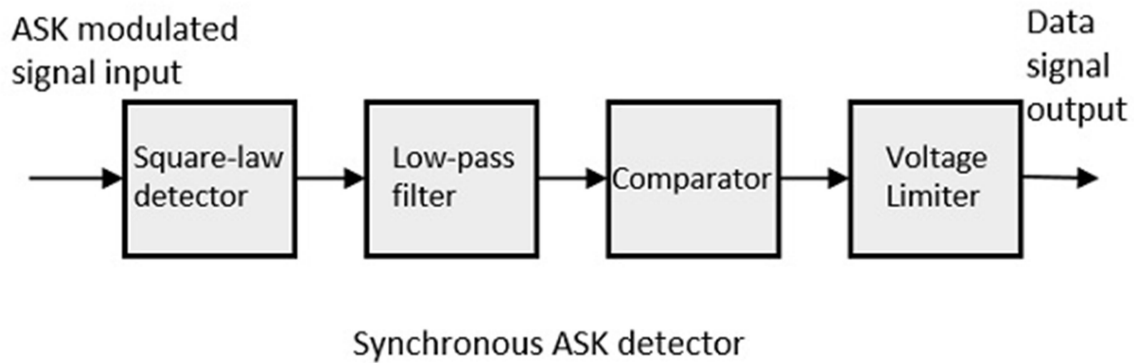 ASK modulated
signal input
Data
signal
output
Square-law
detector
Low-pass
filter
Comparator
Voltage
Limiter
Synchronous ASK detector